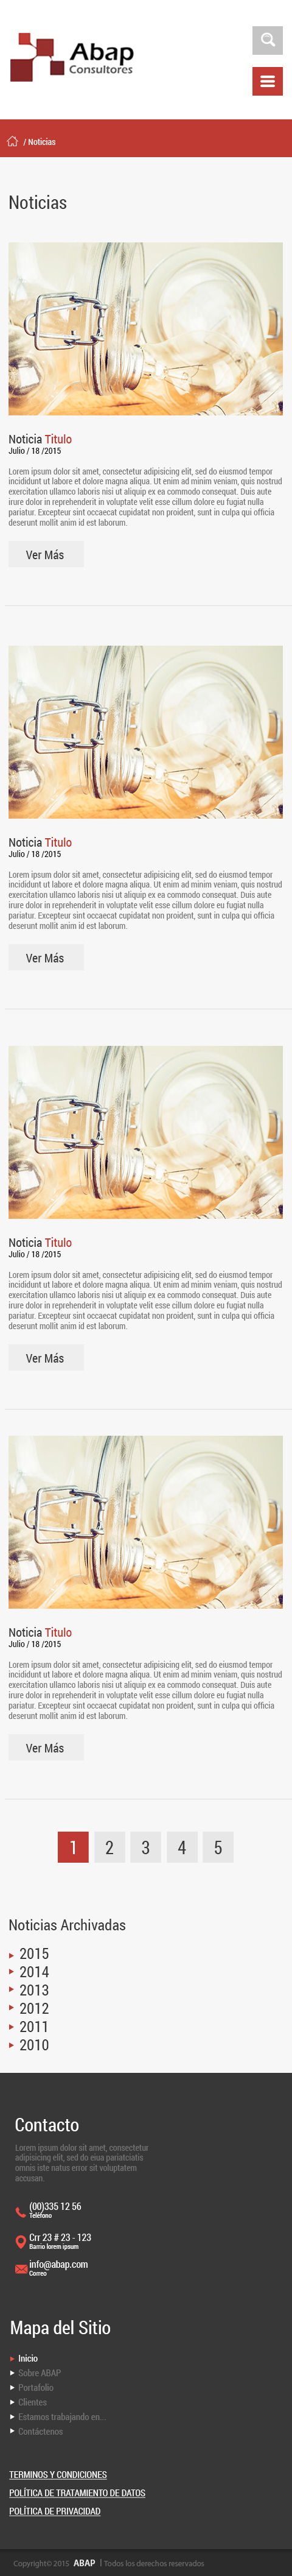 Abap
Consultores
/ Noticias
Noticias
Noticia Titulo
Julio / 18 /2015
Lorem ipsum dolor sit amet, consectetur adipisicing elit, sed do eiusmod tempor
incididunt ut labore et dolore magna aliqua. Ut enim ad minim veniam, quis nostrud
exercitation ullamco laboris nisi ut aliquip ex ea commodo consequat. Duis aute
irure dolor in reprehenderit in voluptate velit esse cillum dolore eu fugiat nulla
pariatur. Excepteur sint occaecat cupidatat non proident, sunt in culpa qui officia
deserunt mollit anim id est laborum.
Ver Más
Noticia Titulo
Julio / 18 /2015
Lorem ipsum dolor sit amet, consectetur adipisicing elit, sed do eiusmod tempor
incididunt ut labore et dolore magna aliqua. Ut enim ad minim veniam, quis nostrud
exercitation ullamco laboris nisi ut aliquip ex ea commodo consequat. Duis aute
irure dolor in reprehenderit in voluptate velit esse cillum dolore eu fugiat nulla
pariatur. Excepteur sint occaecat cupidatat non proident, sunt in culpa qui officia
deserunt mollit anim id est laborum.
Ver Más
Noticia Titulo
Julio / 18 /2015
Lorem ipsum dolor sit amet, consectetur adipisicing elit, sed do eiusmod tempor
incididunt ut labore et dolore magna aliqua. Ut enim ad minim veniam, quis nostrud
exercitation ullamco laboris nisi ut aliquip ex ea commodo consequat. Duis aute
irure dolor in reprehenderit in voluptate velit esse cillum dolore eu fugiat nulla
pariatur. Excepteur sint occaecat cupidatat non proident, sunt in culpa qui officia
deserunt mollit anim id est laborum.
Ver Más
Noticia Titulo
Julio / 18 /2015
Lorem ipsum dolor sit amet, consectetur adipisicing elit, sed do eiusmod tempor
incididunt ut labore et dolore magna aliqua. Ut enim ad minim veniam, quis nostrud
exercitation ullamco laboris nisi ut aliquip ex ea commodo consequat. Duis aute
irure dolor in reprehenderit in voluptate velit esse cillum dolore eu fugiat nulla
pariatur. Excepteur sint occaecat cupidatat non proident, sunt in culpa qui officia
deserunt mollit anim id est laborum.
Ver Más
1 2 3 4 5
Noticias Archivadas
2015
2014
2013
2012
2011
2010
Contacto
Lorem ipsum dolor sit amet, consectetur
adipisicing elit, sed do eiua pariatciatis
omnis iste natus error sit voluptatem
accusan.
(00)335 12 56
Teléfono
Crr 23 # 23 - 123
Barrio lorem ipsum
info@abap.com
Correo
Mapa del Sitio
Inicio
Sobre ABAP
Portafolio
Clientes
Estamos trabajando en...
Contáctenos
TERMINOS Y CONDICIONES
POLÍTICA DE TRATAMIENTO DE DATOS
POLÍTICA DE PRIVACIDAD
Copyright© 2015 ABAP | Todos los derechos reservados